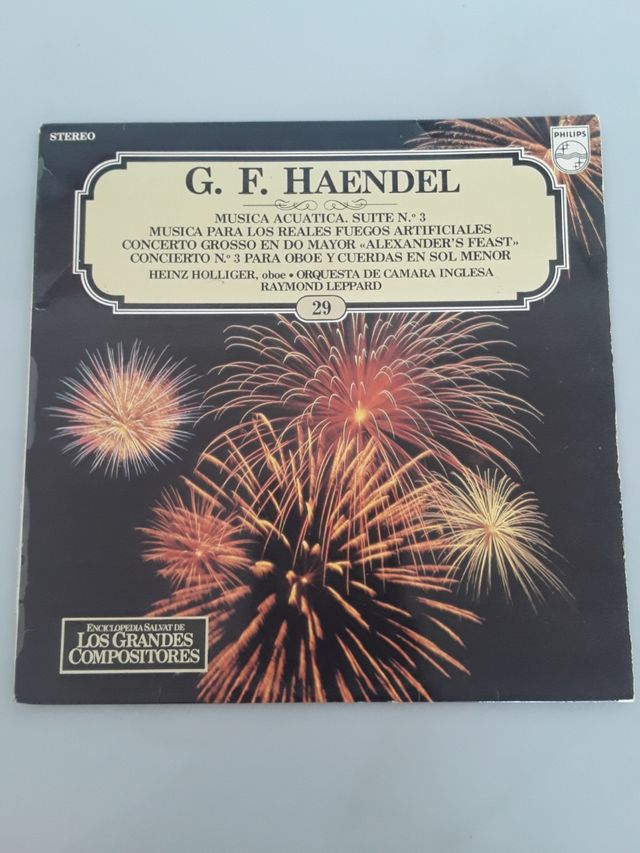 STEREO
PHILIPS
G. F. HAENDEL
MUSICA ACUATICA. SUITE N.º 3
MUSICA PARA LOS REALES FUEGOS ARTIFICIALES
CONCERTO GROSSO EN DO MAYOR «ALEXANDER'S FEAST»
CONCIERTO N.º 3 PARA OBOE Y CUERDAS EN SOL MENOR
HEINZ HOLLIGER, oboe • ORQUESTA DE CAMARA INGLESA
RAYMOND LEPPARD
29
ENCICLOPEDIA SALVAT DE
LOS GRANDES
COMPOSITORES